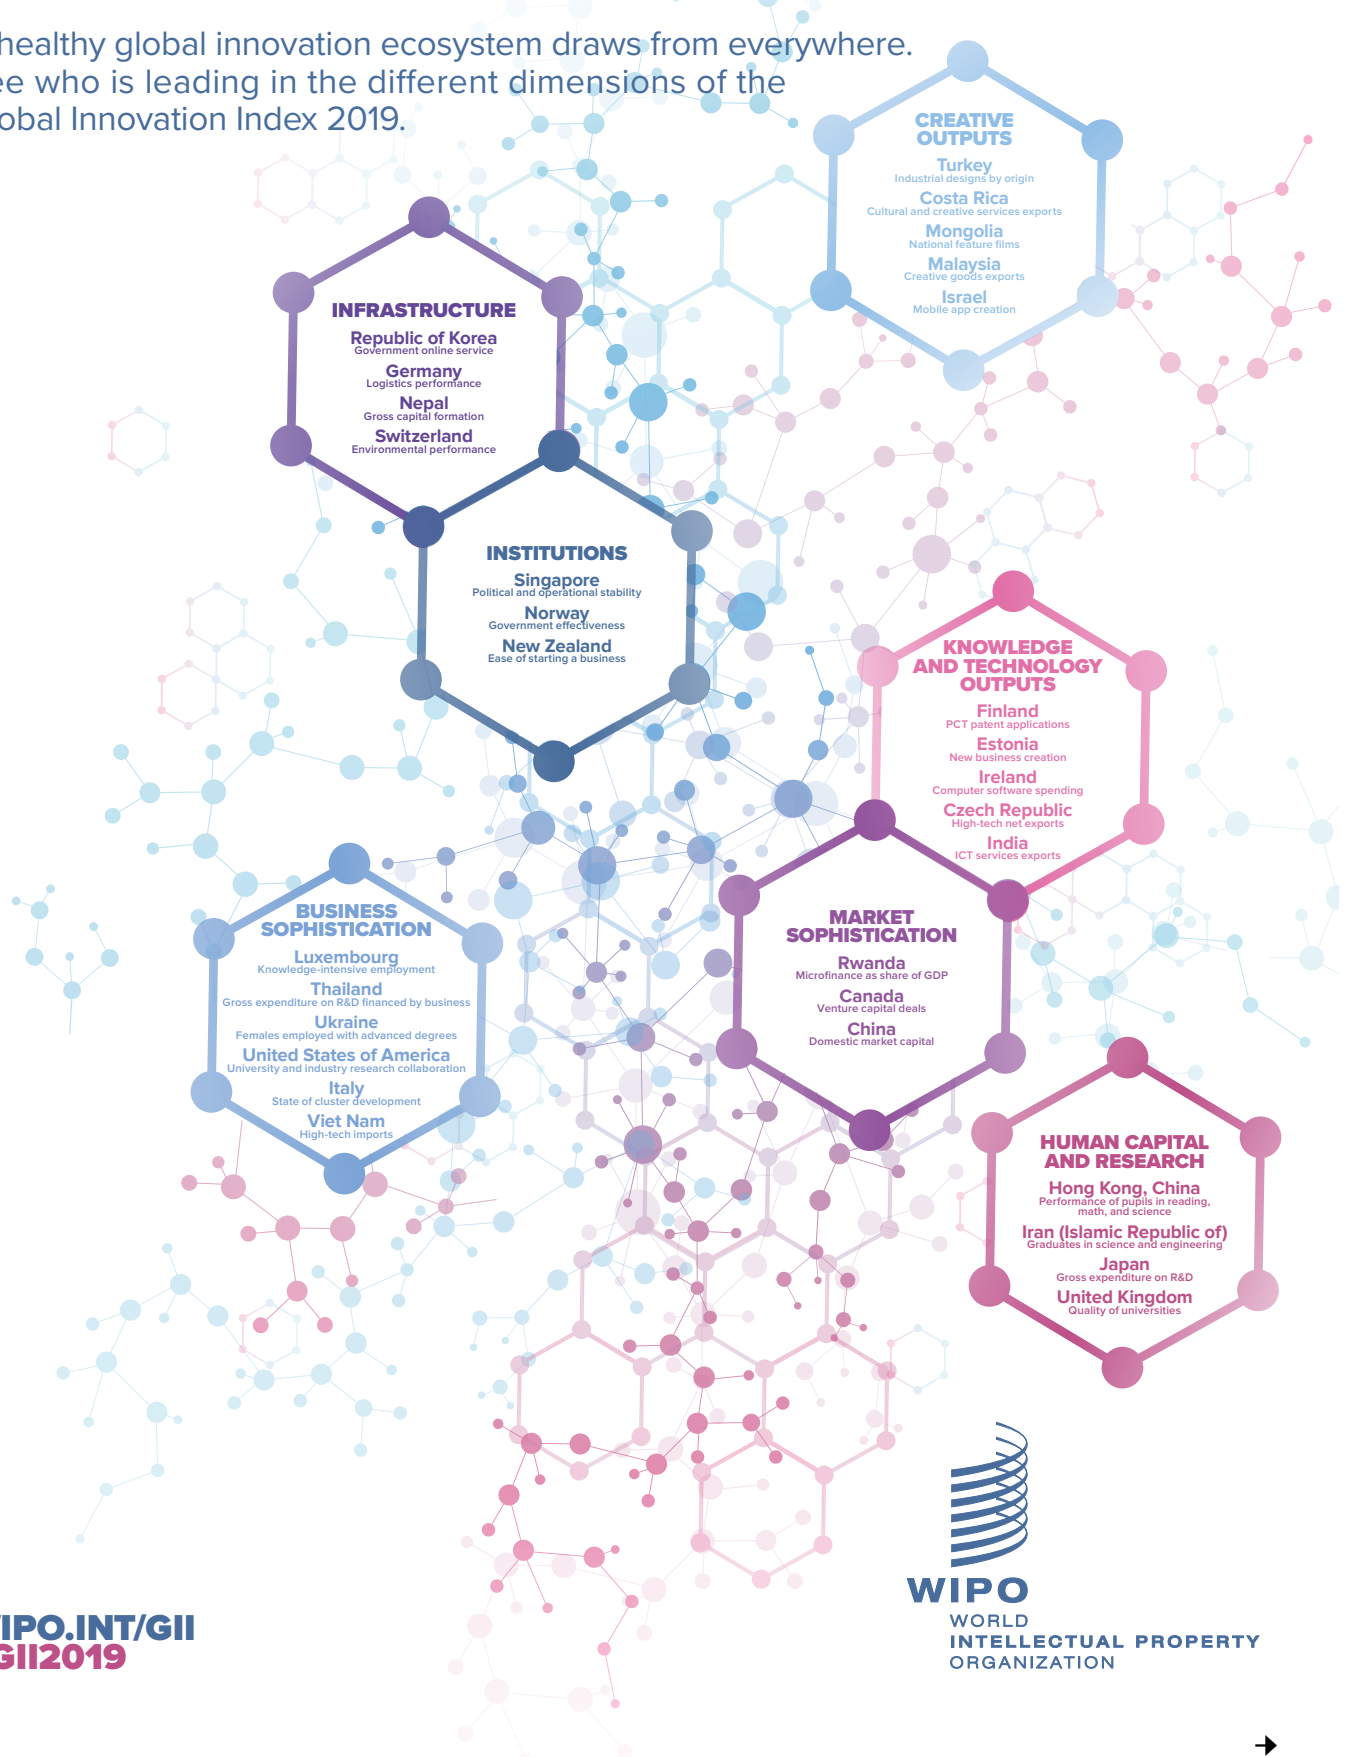 healthy global innovation ecosystem draws from everywhere.
ee who is leading in the different dimensions of the
obal Innovation Index 2019.
CREATIVE
OUTPUTS
Turkey
Industrial designs by origin
Costa Rica
Cultural and creative services exports
Mongolia
National feature films
Malaysia
Creative goods exports
Israel
Mobile app creation
INFRASTRUCTURE
Republic of Korea
Government online service
Germany
Logistics performance
Nepal
Gross capital formation
Switzerland
Environmental performance
INSTITUTIONS
Singapore
Political and operational stability
Norway
Government effectiveness
New Zealand
Ease of starting a business
KNOWLEDGE
AND TECHNOLOGY
OUTPUTS
Finland
PCT patent applications
Estonia
New business creation
Ireland
Computer software spending
Czech Republic
High-tech net exports
India
ICT services exports
BUSINESS
SOPHISTICATION
Luxembourg
Knowledge-intensive employment
Thailand
Gross expenditure on R&D financed by business
Ukraine
Females employed with advanced degrees
United States of America
University and industry research collaboration
Italy
State of cluster development
Viet Nam
High-tech imports
MARKET
SOPHISTICATION
Rwanda
Microfinance as share of GDP
Canada
Venture capital deals
China
Domestic market capital
HUMAN CAPITAL
AND RESEARCH
Hong Kong, China
Performance of pupils in reading,
math, and science
Iran (Islamic Republic of)
Graduates in science and engineering
Japan
Gross expenditure on R&D
United Kingdom
Quality of universities
WIPO
WORLD
INTELLECTUAL PROPERTY
ORGANIZATION
IPO.INT/GII
GII2019